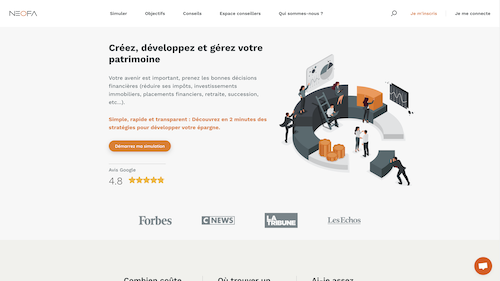 NEOFA
Simuler
Objectifs
Conseils
Espace conseillers
Qui sommes-nous ?
Je m'inscris
Je me connecte
Créez, développez et gérez votre
patrimoine
Votre avenir est important, prenez les bonnes décisions
financières (réduire ses impôts, investissements
immobiliers, placements financiers, retraite, succession,
etc...).
Simple, rapide et transparent : Découvrez en 2 minutes des
stratégies pour développer votre épargne.
Démarrez ma simulation
Avis Google
4.8
Forbes
CNEWS
LA
TRIBUNE
Les Echos
Combien coûte
Où trouver un
Ai-je assez